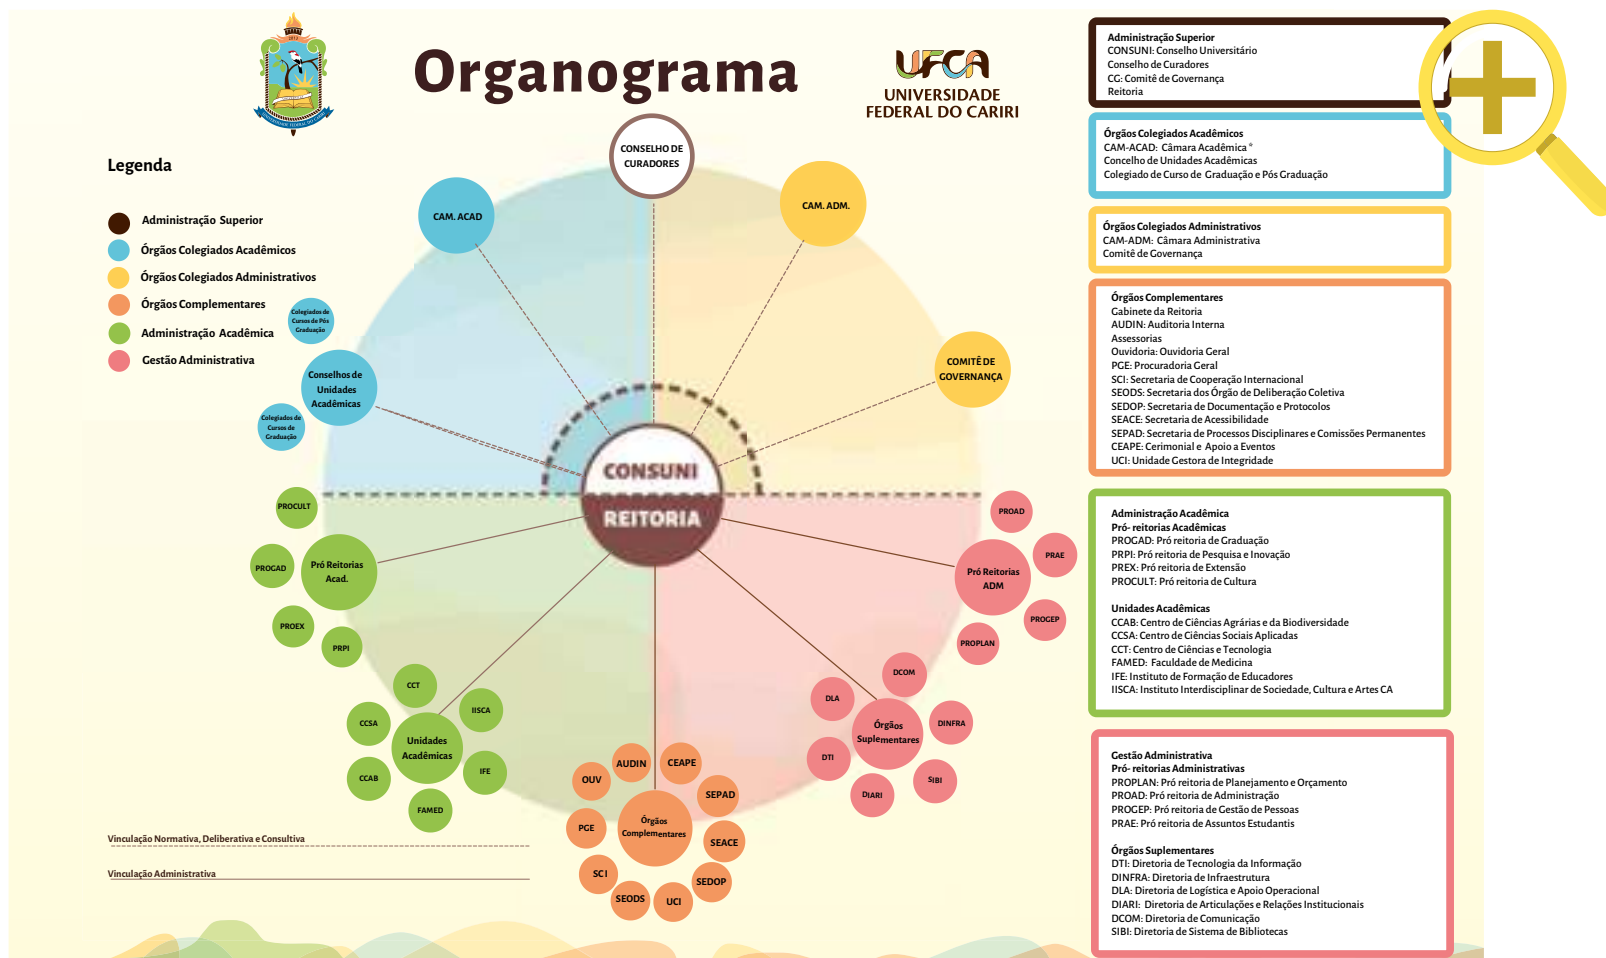 Organograma
2013
UNIVERSIDADE FEDERAL DO CARIRI
UFCA
UNIVERSIDADE
FEDERAL DO CARIRI
Legenda
Administração Superior
Órgãos Colegiados Acadêmicos
Órgãos Colegiados Administrativos
Órgãos Complementares
Administração Acadêmica
Gestão Administrativa
CONSELHO DE
CURADORES
CAM. ACAD
CAM. ADM.
COMITÊ DE
GOVERNANÇA
Colegiados de
Cursos de Pós
Graduação
Conselhos de
Unidades
Acadêmicas
Colegiados de
Cursos de
Graduação
CONSUNI
REITORIA
PROCULT
PROGAD
Pró Reitorias
Acad.
PROEX
PRPI
CCT
IISCA
CCSA
Unidades
Acadêmicas
CCAB
IFE
FAMED
AUDIN
CEAPE
OUV
SEPAD
PGE
Órgãos
Complementares
SEACE
SCI
SEDOP
SEODS
UCI
PROAD
PRAE
Pró Reitorias
ADM
PROGEP
PROPLAN
DCOM
DLA
DINFRA
Órgãos
Suplementares
DTI
SIBI
DIARI
Vinculação Normativa, Deliberativa e Consultiva
Vinculação Administrativa
Administração Superior
CONSUNI: Conselho Universitário
Conselho de Curadores
CG: Comitê de Governança
Reitoria
Órgãos Colegiados Acadêmicos
CAM-ACAD: Câmara Acadêmica *
Concelho de Unidades Acadêmicas
Colegiado de Curso de Graduação e Pós Graduação
Órgãos Colegiados Administrativos
CAM-ADM: Câmara Administrativa
Comitê de Governança
Órgãos Complementares
Gabinete da Reitoria
AUDIN: Auditoria Interna
Assessorias
Ouvidoria: Ouvidoria Geral
PGE: Procuradoria Geral
SCI: Secretaria de Cooperação Internacional
SEODS: Secretaria dos Órgão de Deliberação Coletiva
SEDOP: Secretaria de Documentação e Protocolos
SEACE: Secretaria de Acessibilidade
SEPAD: Secretaria de Processos Disciplinares e Comissões Permanentes
CEAPE: Cerimonial e Apoio a Eventos
UCI: Unidade Gestora de Integridade
Administração Acadêmica
Pró- reitorias Acadêmicas
PROGAD: Pró reitoria de Graduação
PRPI: Pró reitoria de Pesquisa e Inovação
PREX: Pró reitoria de Extensão
PROCULT: Pró reitoria de Cultura
Unidades Acadêmicas
CCAB: Centro de Ciências Agrárias e da Biodiversidade
CCSA: Centro de Ciências Sociais Aplicadas
CCT: Centro de Ciências e Tecnologia
FAMED: Faculdade de Medicina
IFE: Instituto de Formação de Educadores
IISCA: Instituto Interdisciplinar de Sociedade, Cultura e Artes CA
Gestão Administrativa
Pró- reitorias Administrativas
PROPLAN: Pró reitoria de Planejamento e Orçamento
PROAD: Pró reitoria de Administração
PROGEP: Pró reitoria de Gestão de Pessoas
PRAE: Pró reitoria de Assuntos Estudantis
Órgãos Suplementares
DTI: Diretoria de Tecnologia da Informação
DINFRA: Diretoria de Infraestrutura
DLA: Diretoria de Logística e Apoio Operacional
DIARI: Diretoria de Articulações e Relações Institucionais
DCOM: Diretoria de Comunicação
SIBI: Diretoria de Sistema de Bibliotecas